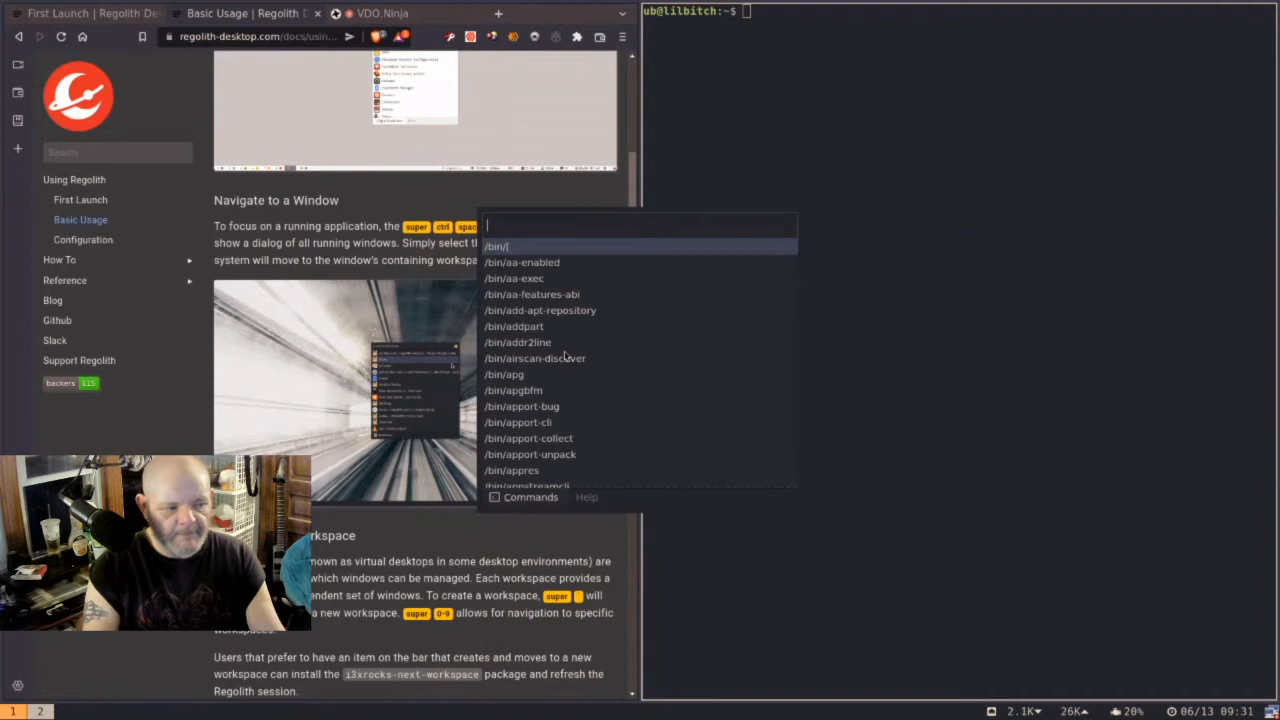 First Launch | Regolith De
Basic Usage | Regolith D
VDO.Ninja
regolith-desktop.com/docs/usin...
Search
Using Regolith
First Launch
Basic Usage
Configuration
How To
Reference
Blog
Github
Slack
Support Regolith
backers 115
Navigate to a Window
To focus on a running application, the super ctrl spac
show a dialog of all running windows. Simply select th
system will move to the window's containing workspa
rkspace
nown as virtual desktops in some desktop environments) are
which windows can be managed. Each workspace provides a
endent set of windows. To create a workspace, super ` will
a new workspace. super 0-9 allows for navigation to specific
workspaces.
Users that prefer to have an item on the bar that creates and moves to a new
workspace can install the i3xrocks-next-workspace package and refresh the
Regolith session.
/bin/[
/bin/aa-enabled
/bin/aa-exec
/bin/aa-features-abi
/bin/add-apt-repository
/bin/addpart
/bin/addr2line
/bin/airscan-discover
/bin/apg
/bin/apgbfm
/bin/apport-bug
/bin/apport-cli
/bin/apport-collect
/bin/apport-unpack
/bin/appres
/bin/appstreamcli
Commands Help
ub@lilbitch:~$
1 2
2.1K 26K 20% 06/13 09:31